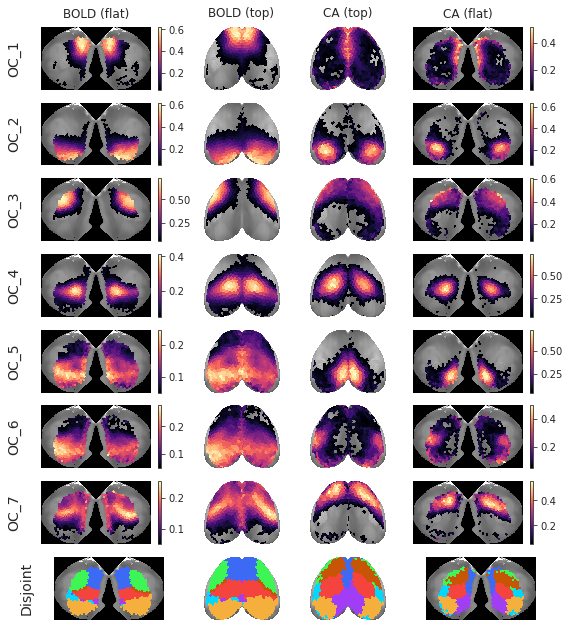 BOLD (flat) BOLD (top) CA (top) CA (flat)
OC_1 0.6 0.4 0.2 0.4 0.2
OC_2 0.6 0.4 0.2 0.6 0.4 0.2
OC_3 0.50 0.25 0.6 0.4 0.2
OC_4 0.4 0.2 0.50 0.25
OC_5 0.2 0.1 0.50 0.25
OC_6 0.2 0.1 0.4 0.2
OC_7 0.2 0.1 0.4 0.2
Disjoint